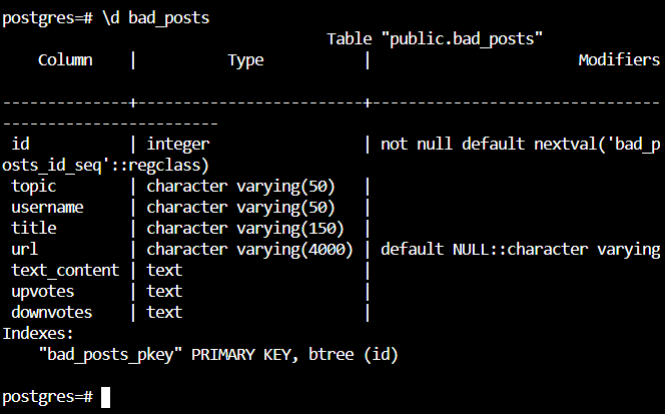 postgres=# \d bad_posts
Table "public.bad_posts"
Column | Type | Modifiers
--------------+-------------------------+--------------------------------
------------------------
id | integer | not null default nextval('bad_p
osts_id_seq'::regclass)
topic | character varying(50) |
username | character varying(50) |
title | character varying(150) |
url | character varying(4000) | default NULL::character varying
text_content | text |
upvotes | text |
downvotes | text |
Indexes:
"bad_posts_pkey" PRIMARY KEY, btree (id)
postgres=#